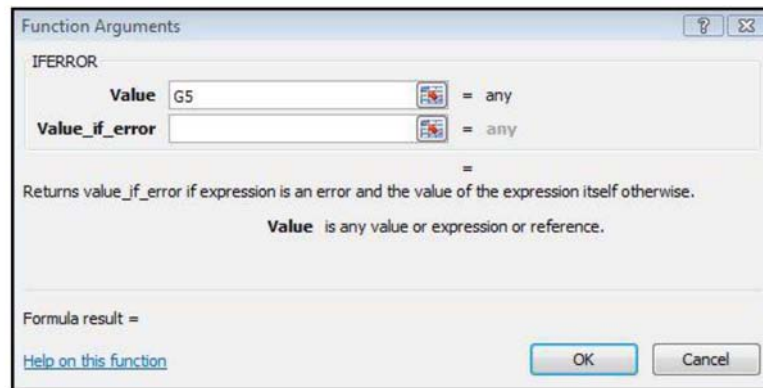 Function Arguments
IFERROR
Value G5 = any
Value_if_error = any
=
Returns value_if_error if expression is an error and the value of the expression itself otherwise.
Value is any value or expression or reference.
Formula result =
Help on this function OK Cancel